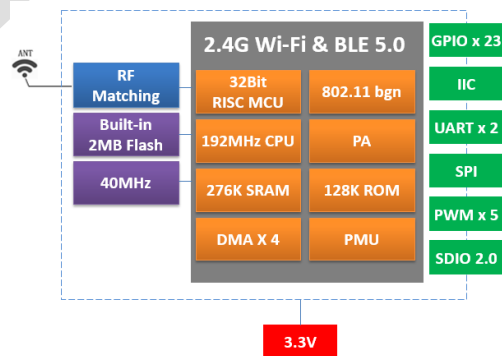 ANT
RF
Matching
Built-in
2MB Flash
40MHz
2.4G Wi-Fi & BLE 5.0
32Bit
RISC MCU
802.11 bgn
192MHz CPU
PA
276K SRAM
128K ROM
DMA X 4
PMU
GPIO x 23
IIC
UART x 2
SPI
PWM x 5
SDIO 2.0
3.3V